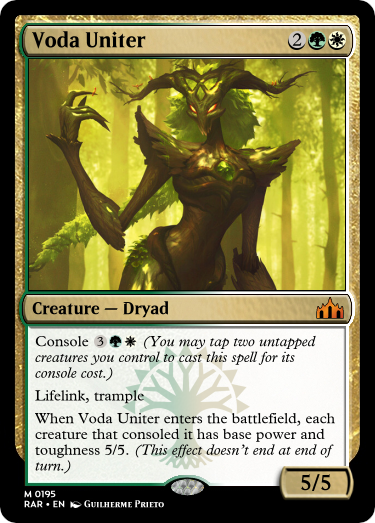 Voda Uniter 2
Creature — Dryad
Console 3 (You may tap two untapped
creatures you control to cast this spell for its
console cost.)
Lifelink, trample
When Voda Uniter enters the battlefield, each
creature that consoled it has base power and
toughness 5/5. (This effect doesn't end at end of
turn.)
5/5
M 0195
RAR • EN Guilherme Prieto